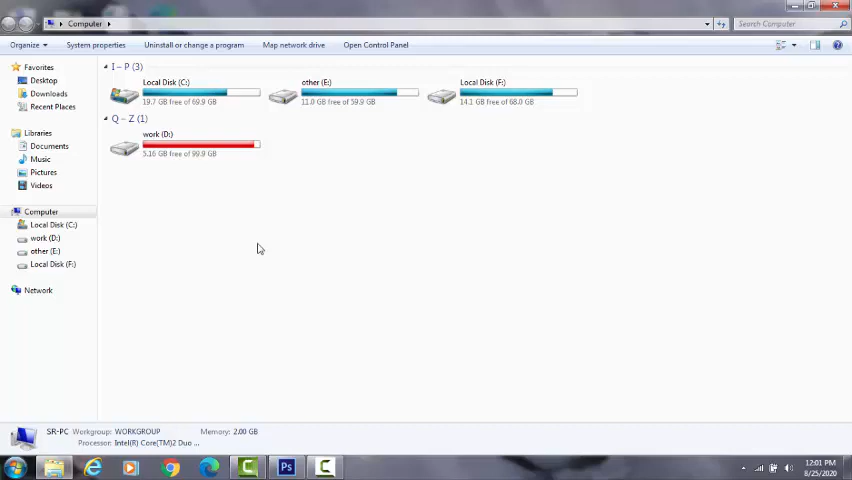 Computer
Search Computer
Organize
System properties
Uninstall or change a program
Map network drive
Open Control Panel
Favorites
Desktop
Downloads
Recent Places
Libraries
Documents
Music
Pictures
Videos
Computer
Local Disk (C:)
work (D:)
other (E:)
Local Disk (F:)
Network
I – P (3)
Local Disk (C:)
19.7 GB free of 69.9 GB
other (E:)
11.0 GB free of 59.9 GB
Local Disk (F:)
14.1 GB free of 68.0 GB
Q – Z (1)
work (D:)
5.16 GB free of 99.9 GB
SR-PC Workgroup: WORKGROUP Memory: 2.00 GB
Processor: Intel(R) Core(TM)2 Duo ...
Ps
12:01 PM
8/25/2020